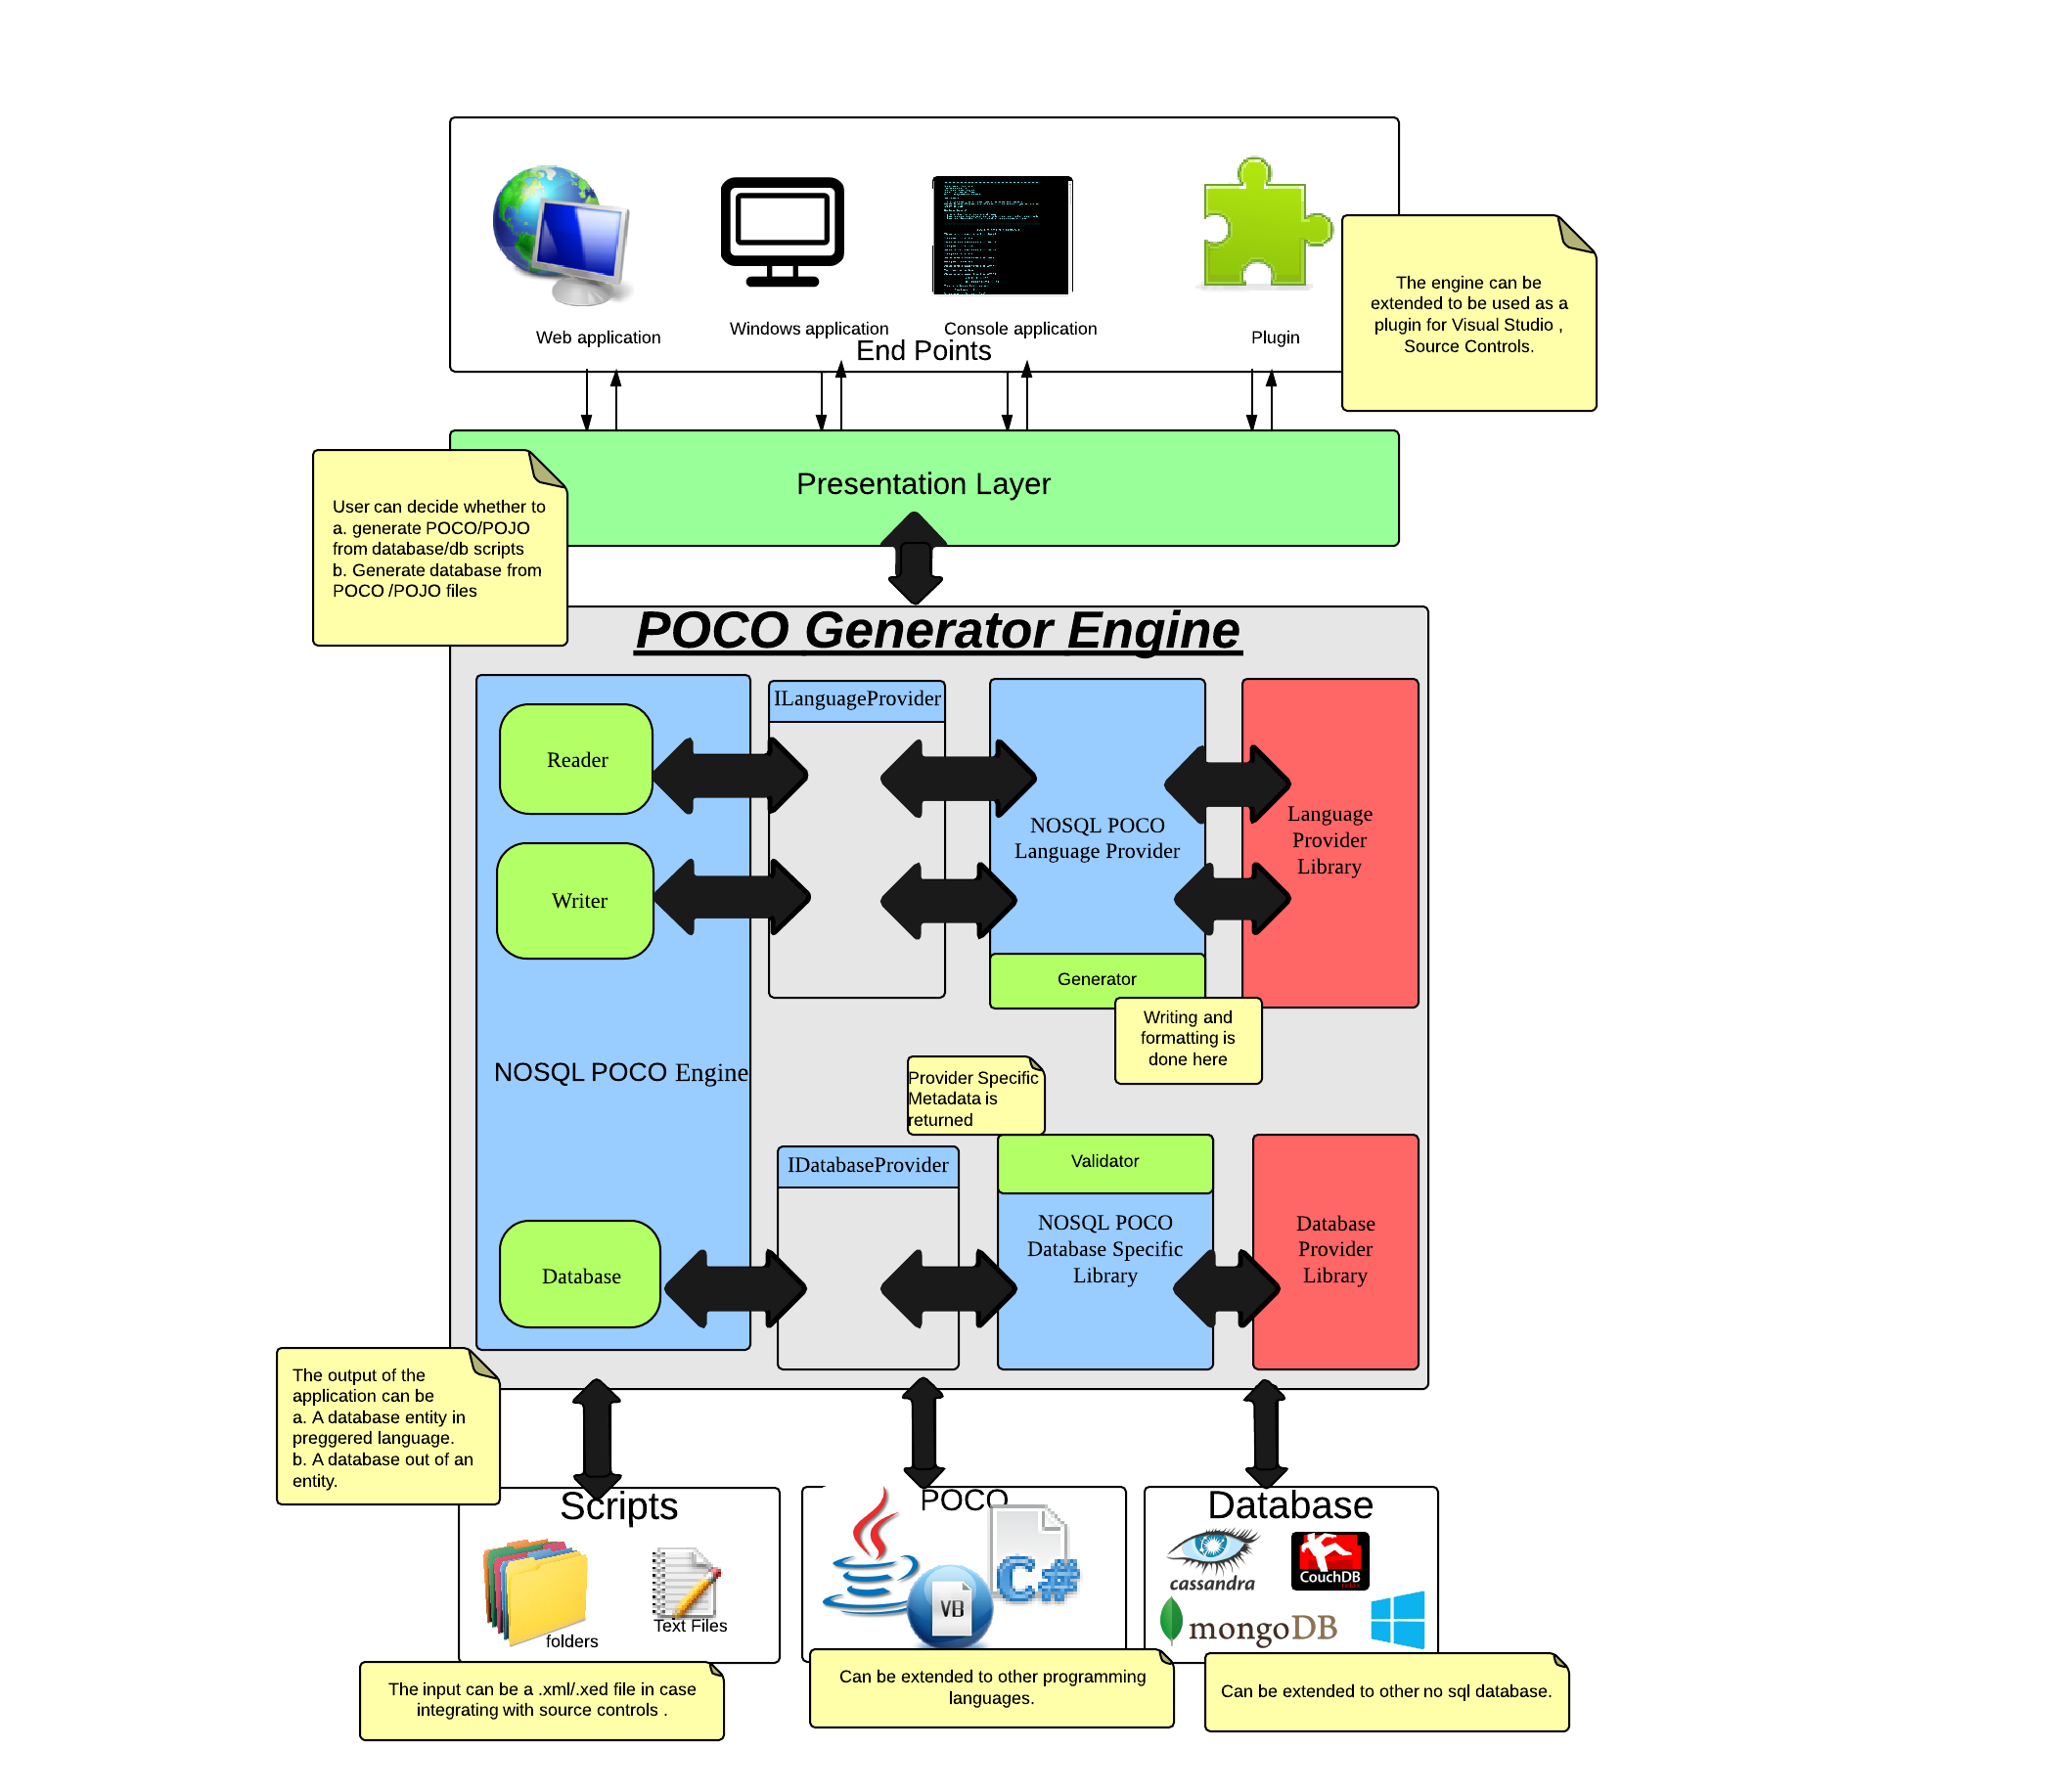 Web application
Windows application
Console application
Plugin
End Points
The engine can be
extended to be used as a
plugin for Visual Studio ,
Source Controls.
Presentation Layer
User can decide whether to
a. generate POCO/POJO
from database/db scripts
b. Generate database from
POCO /POJO files
POCO Generator Engine
Reader
Writer
NOSQL POCO Engine
Database
ILanguageProvider
NOSQL POCO
Language Provider
Generator
Language
Provider
Library
Writing and
formatting is
done here
Provider Specific
Metadata is
returned
IDatabaseProvider
Validator
NOSQL POCO
Database Specific
Library
Database
Provider
Library
The output of the
application can be
a. A database entity in
preggered language.
b. A database out of an
entity.
Scripts
folders
Text Files
The input can be a .xml/.xed file in case
integrating with source controls .
POCO
C#
VB
Can be extended to other programming
languages.
Database
cassandra
CouchDB
relax
mongoDB
Can be extended to other no sql database.